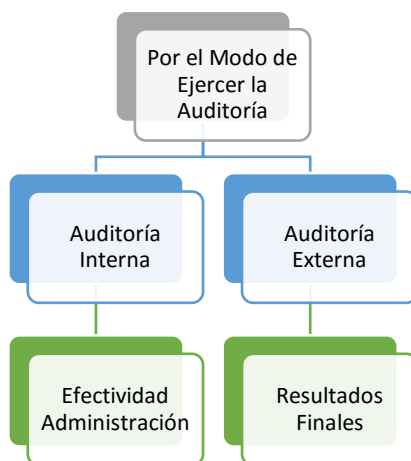 Por el Modo de
Ejercer la
Auditoría
Auditoría
Interna
Auditoría
Externa
Efectividad
Administración
Resultados
Finales